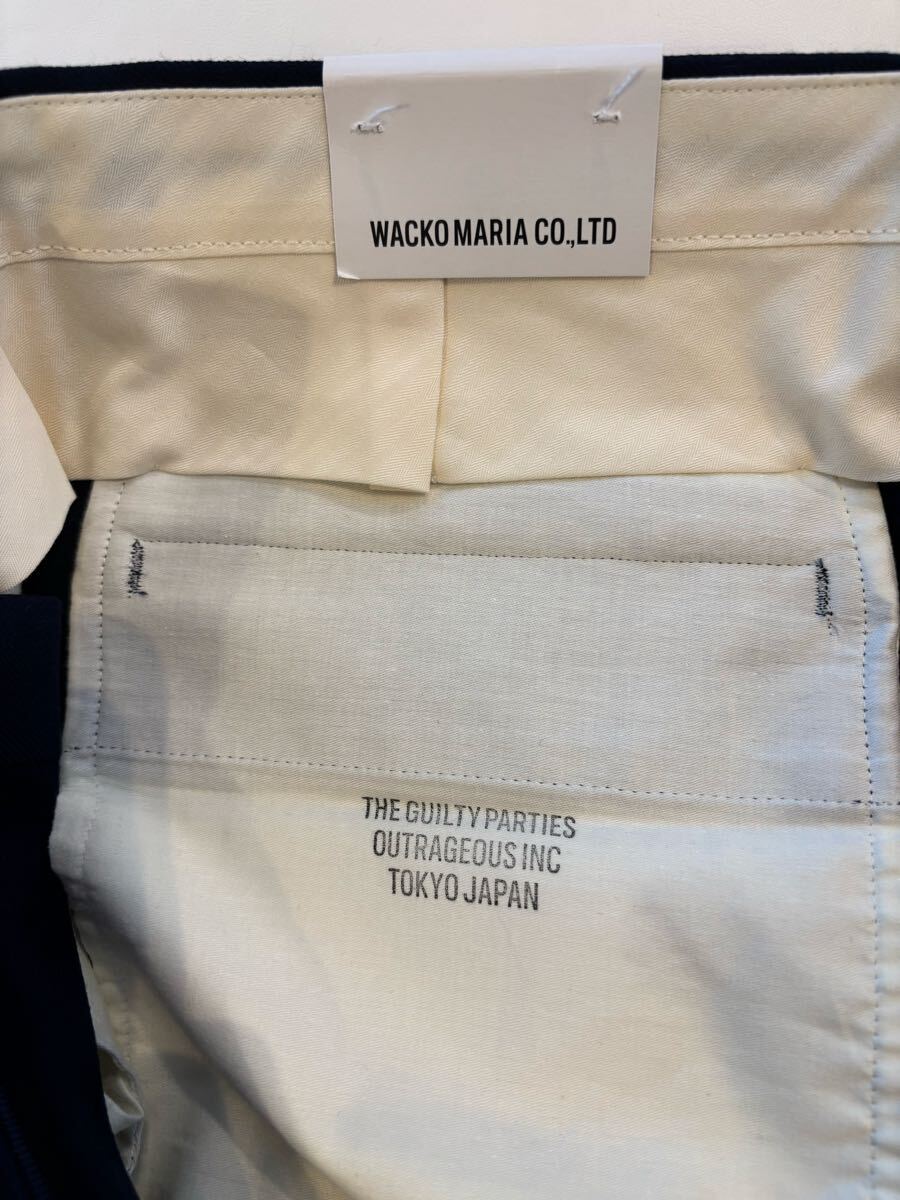 WACKO MARIA CO.,LTD
THE GUILTY PARTIES
OUTRAGEOUS INC
TOKYO JAPAN